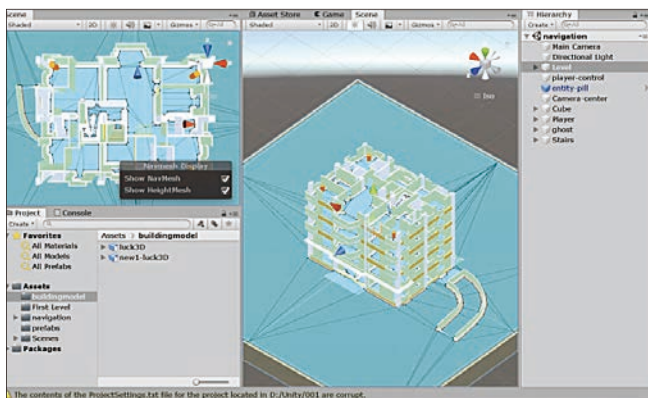 Scene
Shaded 2D Gizmos
Navmesh Display
Show NavMesh
Show HeightMesh
Project Console
Create
Favorites
All Materials
All Models
All Prefabs
Assets
buildingmodel
First Level
navigation
prefabs
Scenes
Packages
Assets > buildingmodel
luck3D
new1-luck3D
Asset Store Game Scene
Shaded 2D Gizmos
Iso
Hierarchy
Create
navigation
Main Camera
Directional Light
Level
player-control
entity-pill
Camera-center
Cube
Player
ghost
Stairs
The contents of the ProjectSettings.txt file for the project located in D:/Unity/001 are corrupt.